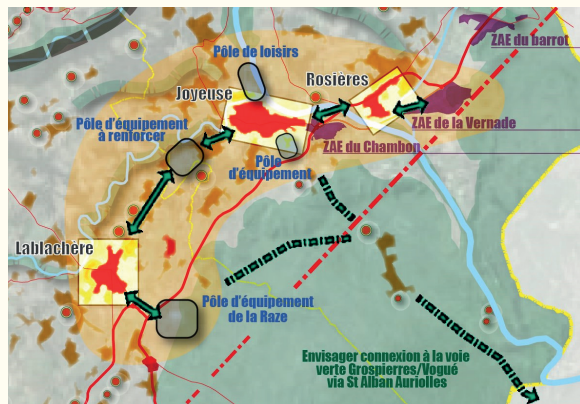 ZAE du barrot
Pôle de loisirs
Rosières
Joyeuse
Pôle d'équipement
à renforcer
ZAE de la Vernade
ZAE du Chambon
Pôle
d'équipement
Lablachère
Pôle d'équipement
de la Raze
Envisager connexion à la voie
verte Grospierres/Vogué
via St Alban Auriolles